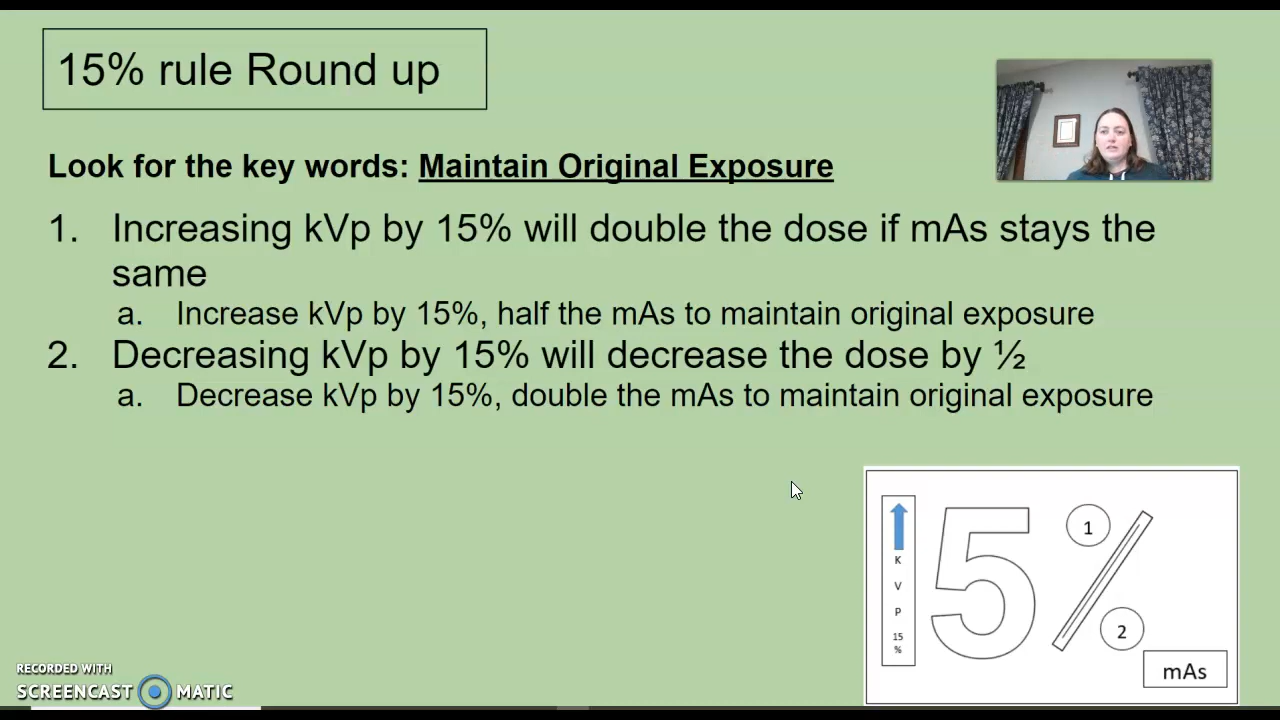 15% rule Round up
Look for the key words: Maintain Original Exposure
1. Increasing kVp by 15% will double the dose if mAs stays the
same
a. Increase kVp by 15%, half the mAs to maintain original exposure
2. Decreasing kVp by 15% will decrease the dose by ½
a. Decrease kVp by 15%, double the mAs to maintain original exposure
K
V
P
15
%
5%
1
2
mAs
RECORDED WITH
SCREENCAST MATIC